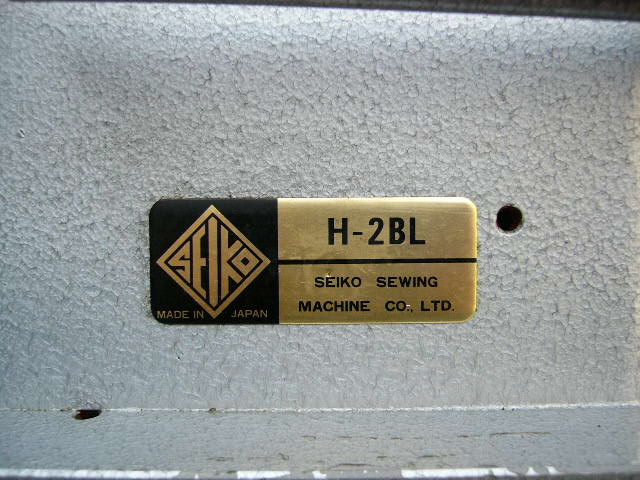 SEIKO
MADE IN JAPAN
H-2BL
SEIKO SEWING
MACHINE CO., LTD.